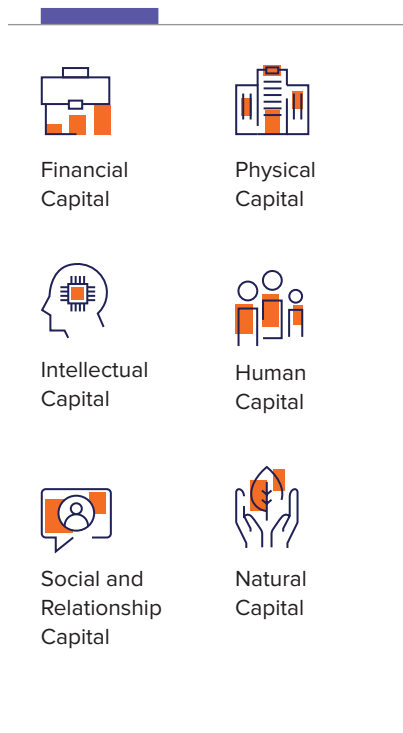 Financial
Capital
Physical
Capital
Intellectual
Capital
Human
Capital
Social and
Relationship
Capital
Natural
Capital